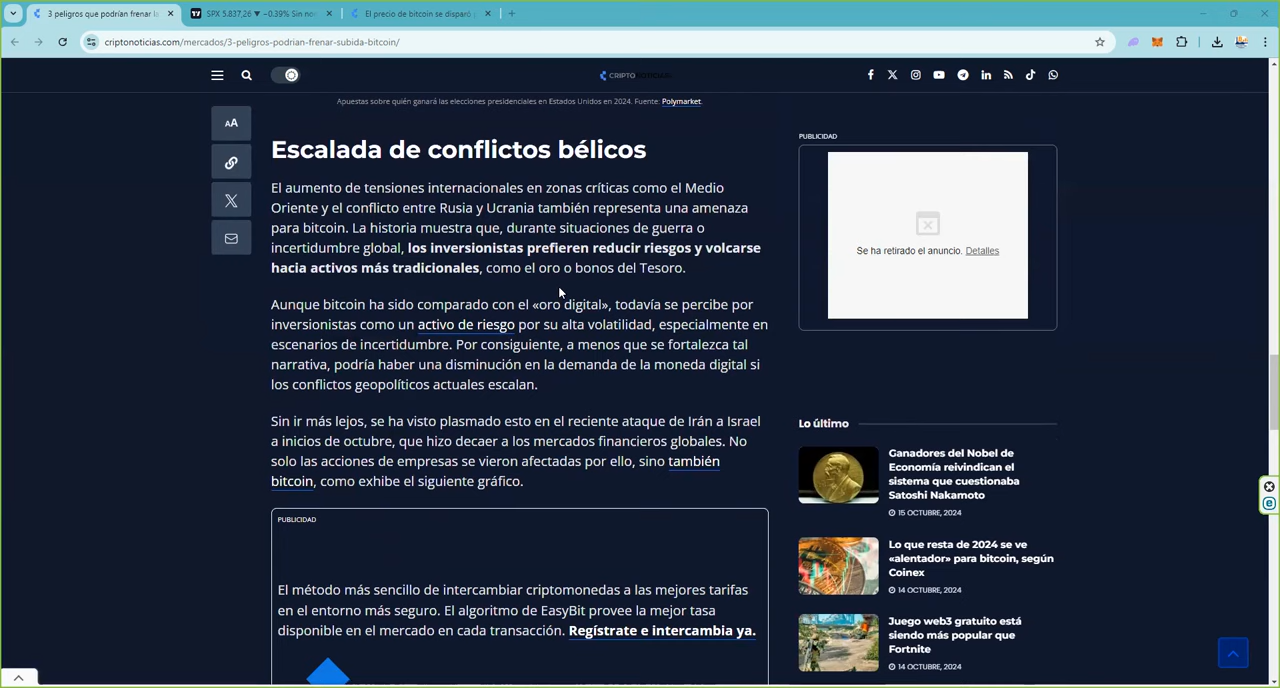 3 peligros que podrían frenar la
SPX 5.837,26 ▼ −0.39% Sin no
El precio de bitcoin se disparó
criptonoticias.com/mercados/3-peligros-podrian-frenar-subida-bitcoin/
CRIPTONOTICIAS
Apuestas sobre quién ganará las elecciones presidenciales en Estados Unidos en 2024. Fuente: Polymarket.
AA
Escalada de conflictos bélicos
El aumento de tensiones internacionales en zonas críticas como el Medio
Oriente y el conflicto entre Rusia y Ucrania también representa una amenaza
para bitcoin. La historia muestra que, durante situaciones de guerra o
incertidumbre global, los inversionistas prefieren reducir riesgos y volcarse
hacia activos más tradicionales, como el oro o bonos del Tesoro.
Aunque bitcoin ha sido comparado con el «oro digital», todavía se percibe por
inversionistas como un activo de riesgo por su alta volatilidad, especialmente en
escenarios de incertidumbre. Por consiguiente, a menos que se fortalezca tal
narrativa, podría haber una disminución en la demanda de la moneda digital si
los conflictos geopolíticos actuales escalan.
Sin ir más lejos, se ha visto plasmado esto en el reciente ataque de Irán a Israel
a inicios de octubre, que hizo decaer a los mercados financieros globales. No
solo las acciones de empresas se vieron afectadas por ello, sino también
bitcoin, como exhibe el siguiente gráfico.
PUBLICIDAD
El método más sencillo de intercambiar criptomonedas a las mejores tarifas
en el entorno más seguro. El algoritmo de EasyBit provee la mejor tasa
disponible en el mercado en cada transacción. Regístrate e intercambia ya.
PUBLICIDAD
Se ha retirado el anuncio. Detalles
Lo último
Ganadores del Nobel de
Economía reivindican el
sistema que cuestionaba
Satoshi Nakamoto
15 OCTUBRE, 2024
Lo que resta de 2024 se ve
«alentador» para bitcoin, según
Coinex
14 OCTUBRE, 2024
Juego web3 gratuito está
siendo más popular que
Fortnite
14 OCTUBRE, 2024